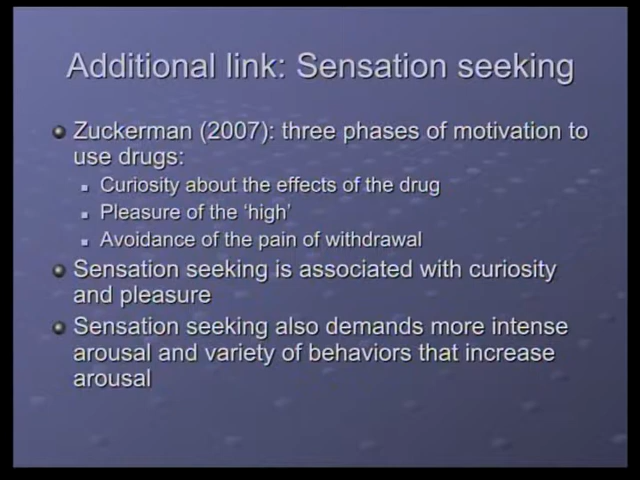 Additional link: Sensation seeking
Zuckerman (2007): three phases of motivation to
use drugs:
Curiosity about the effects of the drug
Pleasure of the ‘high’
Avoidance of the pain of withdrawal
Sensation seeking is associated with curiosity
and pleasure
Sensation seeking also demands more intense
arousal and variety of behaviors that increase
arousal